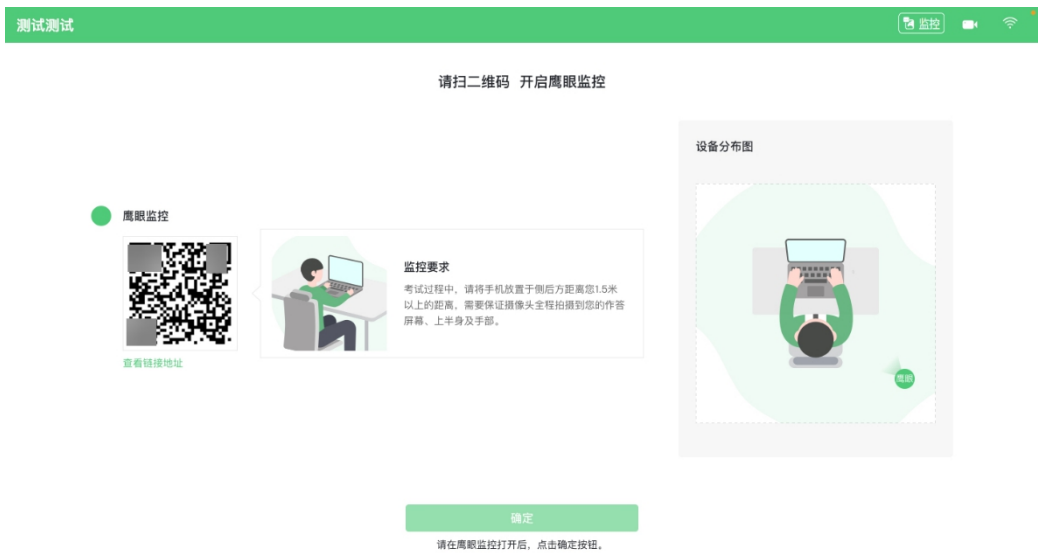 测试测试
监控
请扫二维码 开启鹰眼监控
设备分布图
鹰眼监控
监控要求
考试过程中，请将手机放置于侧后方距离您1.5米
以上的距离，需要保证摄像头全程拍摄到您的作答
屏幕、上半身及手部。
查看链接地址
鹰眼
确定
请在鹰眼监控打开后，点击确定按钮。